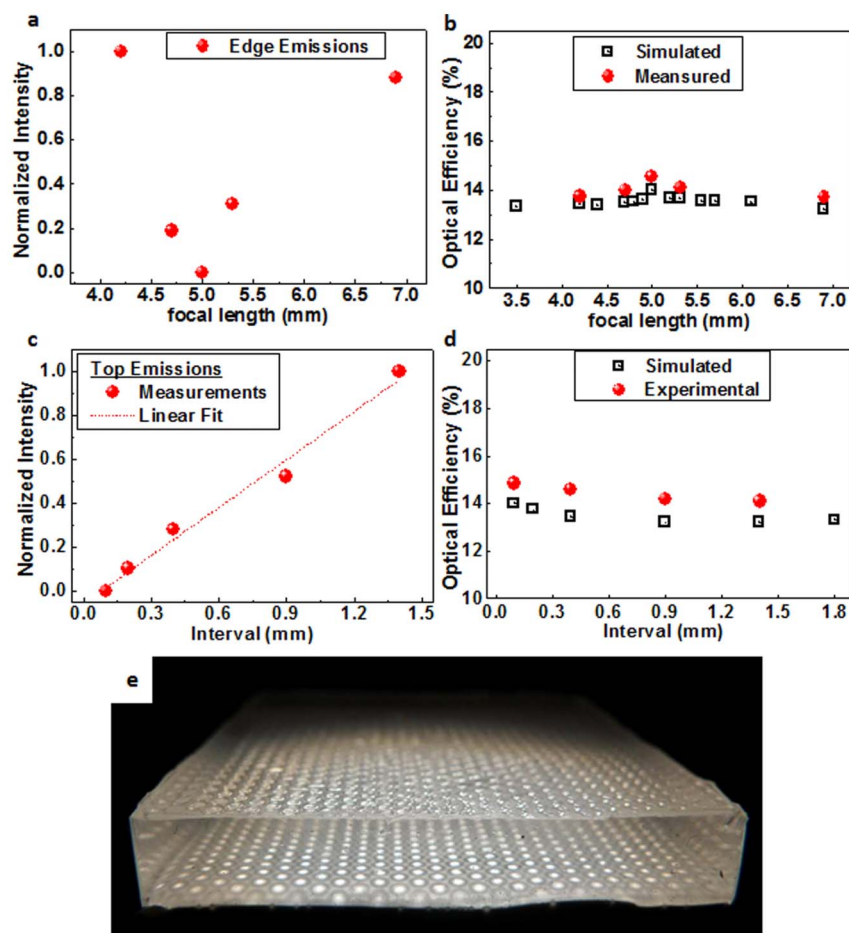 a
Edge Emissions
1.0
0.8
0.6
0.4
0.2
0.0
Normalized Intensity
4.0 4.5 5.0 5.5 6.0 6.5 7.0
focal length (mm)
b
Simulated
Meansured
20
18
16
14
12
10
Optical Efficiency (%)
3.5 4.0 4.5 5.0 5.5 6.0 6.5 7.0
focal length (mm)
c
Top Emissions
Measurements
Linear Fit
1.0
0.8
0.6
0.4
0.2
0.0
Normalized Intensity
0.0 0.3 0.6 0.9 1.2 1.5
Interval (mm)
d
Simulated
Experimental
20
18
16
14
12
10
Optical Efficiency (%)
0.0 0.3 0.6 0.9 1.2 1.5 1.8
Interval (mm)
e